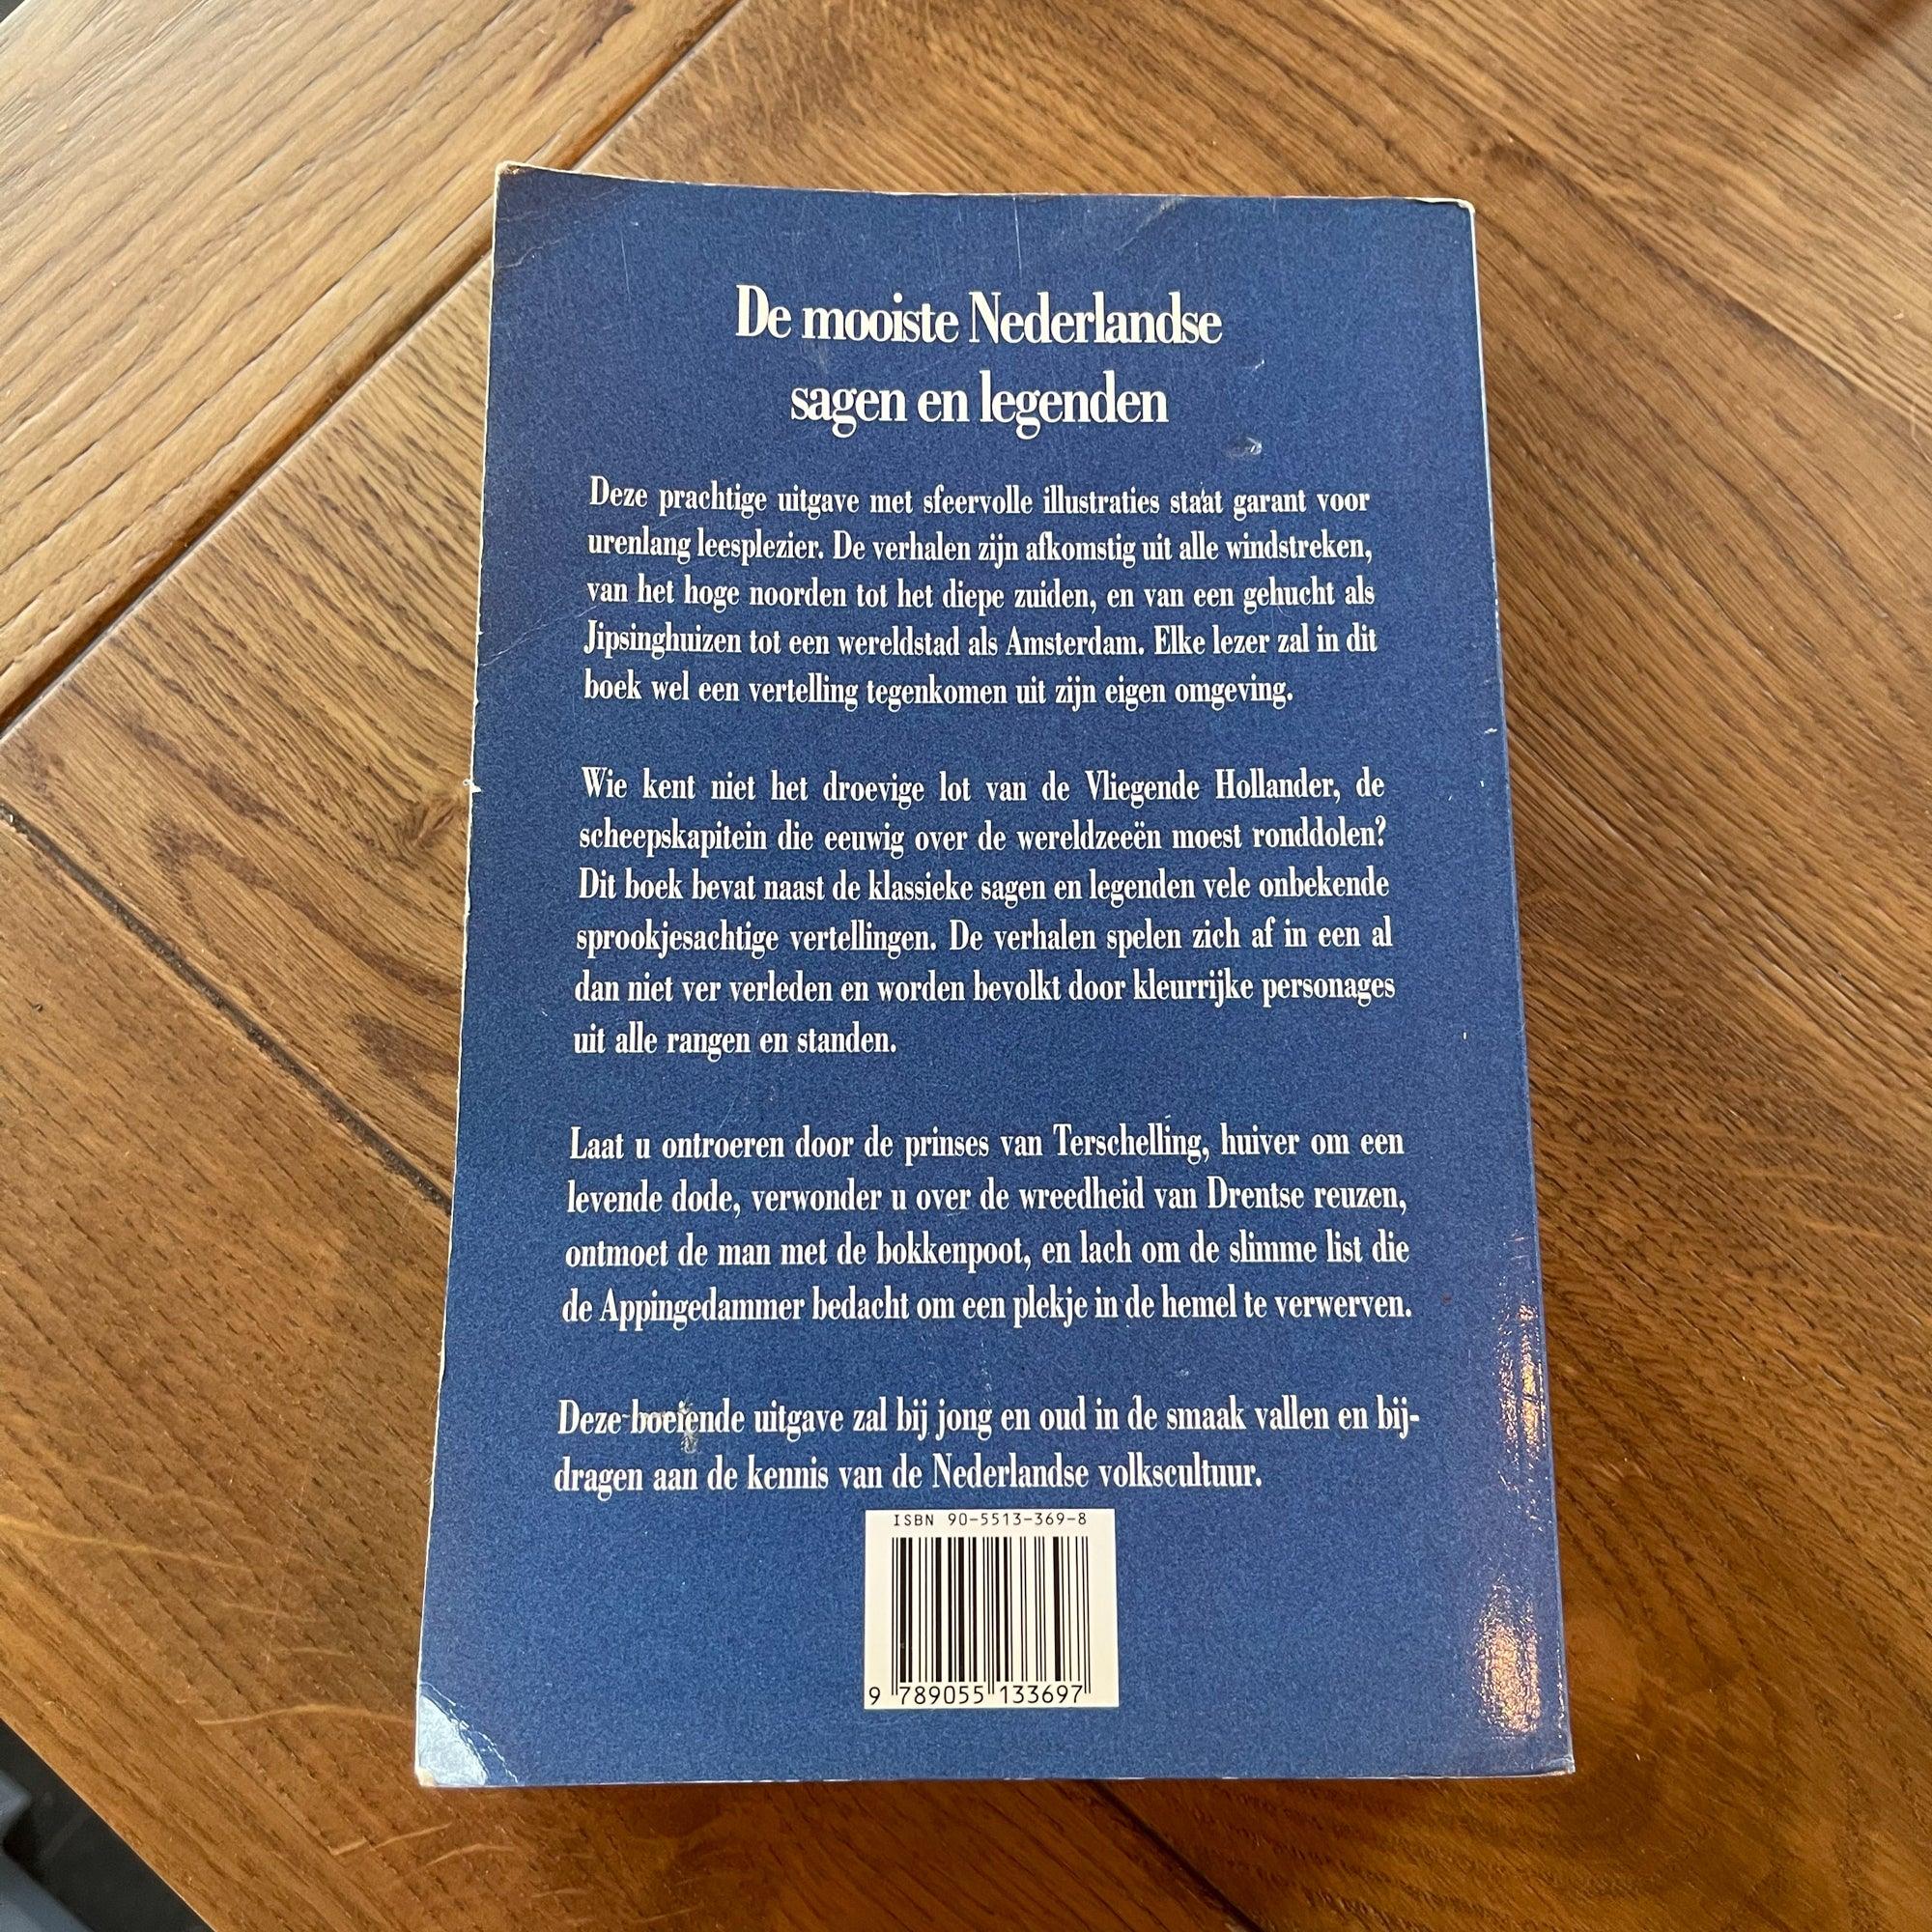 De mooiste Nederlandse
sagen en legenden
Deze prachtige uitgave met sfeervolle illustraties staat garant voor
urenlang leesplezier. De verhalen zijn afkomstig uit alle windstreken,
van het hoge noorden tot het diepe zuiden, en van een gehucht als
Jipsinghuizen tot een wereldstad als Amsterdam. Elke lezer zal in dit
boek wel een vertelling tegenkomen uit zijn eigen omgeving.
Wie kent niet het droevige lot van de Vliegende Hollander, de
scheepskapitein die eeuwig over de wereldzeeën moest ronddolen?
Dit boek bevat naast de klassieke sagen en legenden vele onbekende
sprookjesachtige vertellingen. De verhalen spelen zich af in een al
dan niet ver verleden en worden bevolkt door kleurrijke personages
uit alle rangen en standen.
Laat u ontroeren door de prinses van Terschelling, huiver om een
levende dode, verwonder u over de wreedheid van Drentse reuzen,
ontmoet de man met de bokkenpoot, en lach om de slimme list die
de Appingedammer bedacht om een plekje in de hemel te verwerven.
Deze boeiende uitgave zal bij jong en oud in de smaak vallen en bij-
dragen aan de kennis van de Nederlandse volkscultuur.
ISBN 90-5513-369-8
9 789055 133697